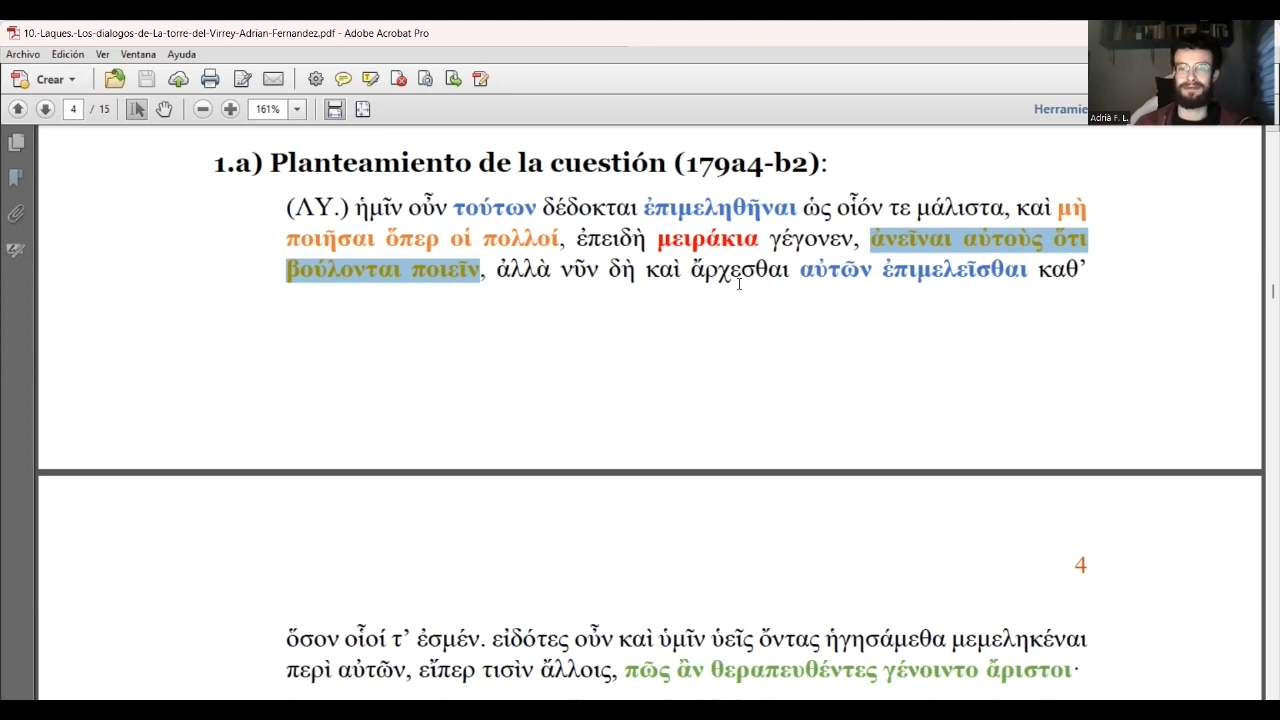 10.-Laques.-Los-dialogos-de-La-torre-del-Virrey-Adrian-Fernandez.pdf - Adobe Acrobat Pro
Archivo Edición Ver Ventana Ayuda
Crear
4 / 15 161% Herramie
Adrià F. L.
1.a) Planteamiento de la cuestión (179a4-b2):
(ΛΥ.) ἡμῖν οὖν τούτων δέδοκται ἐπιμεληθῆναι ὡς οἷόν τε μάλιστα, καὶ μὴ
ποιῆσαι ὅπερ οἱ πολλοί, ἐπειδὴ μειράκια γέγονεν, ἀνεῖναι αὐτοὺς ὅτι
βούλονται ποιεῖν, ἀλλὰ νῦν δὴ καὶ ἄρχεσθαι αὐτῶν ἐπιμελεῖσθαι καθ’
4
ὅσον οἷοί τ’ ἐσμέν. εἰδότες οὖν καὶ ὑμῖν ὑεῖς ὄντας ἡγησάμεθα μεμεληκέναι
περὶ αὐτῶν, εἴπερ τισὶν ἄλλοις, πῶς ἂν θεραπευθέντες γένοιντο ἄριστοι·